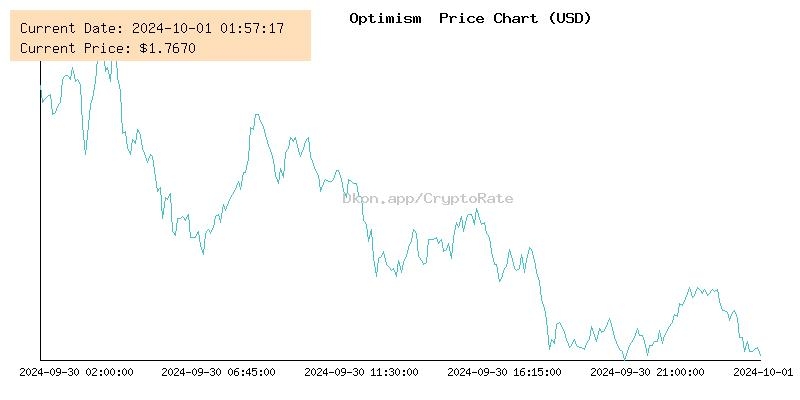 Optimism  Price Chart (USD)
Current Date: 2024-10-01 01:57:17
Current Price: $1.7670
Dkon.app/CryptoRate
2024-09-30 02:00:00 2024-09-30 06:45:00 2024-09-30 11:30:00 2024-09-30 16:15:00 2024-09-30 21:00:00 2024-10-01